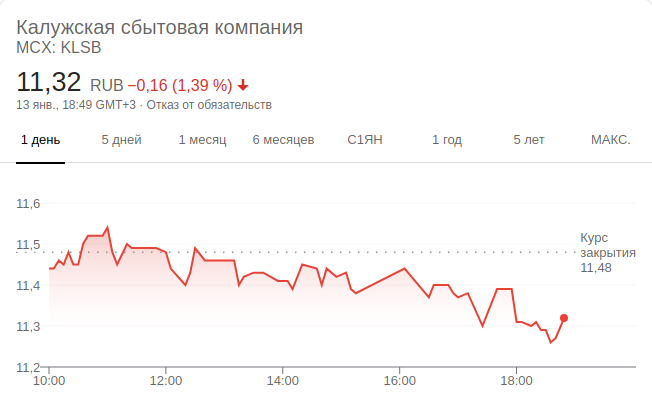 Калужская сбытовая компания
MCX: KLSB
11,32 RUB −0,16 (1,39 %)
13 янв., 18:49 GMT+3 · Отказ от обязательств
1 день 5 дней 1 месяц 6 месяцев С1ЯН 1 год 5 лет МАКС.
11,6
11,5
11,4
11,3
11,2
Курс
закрытия
11,48
10:00 12:00 14:00 16:00 18:00